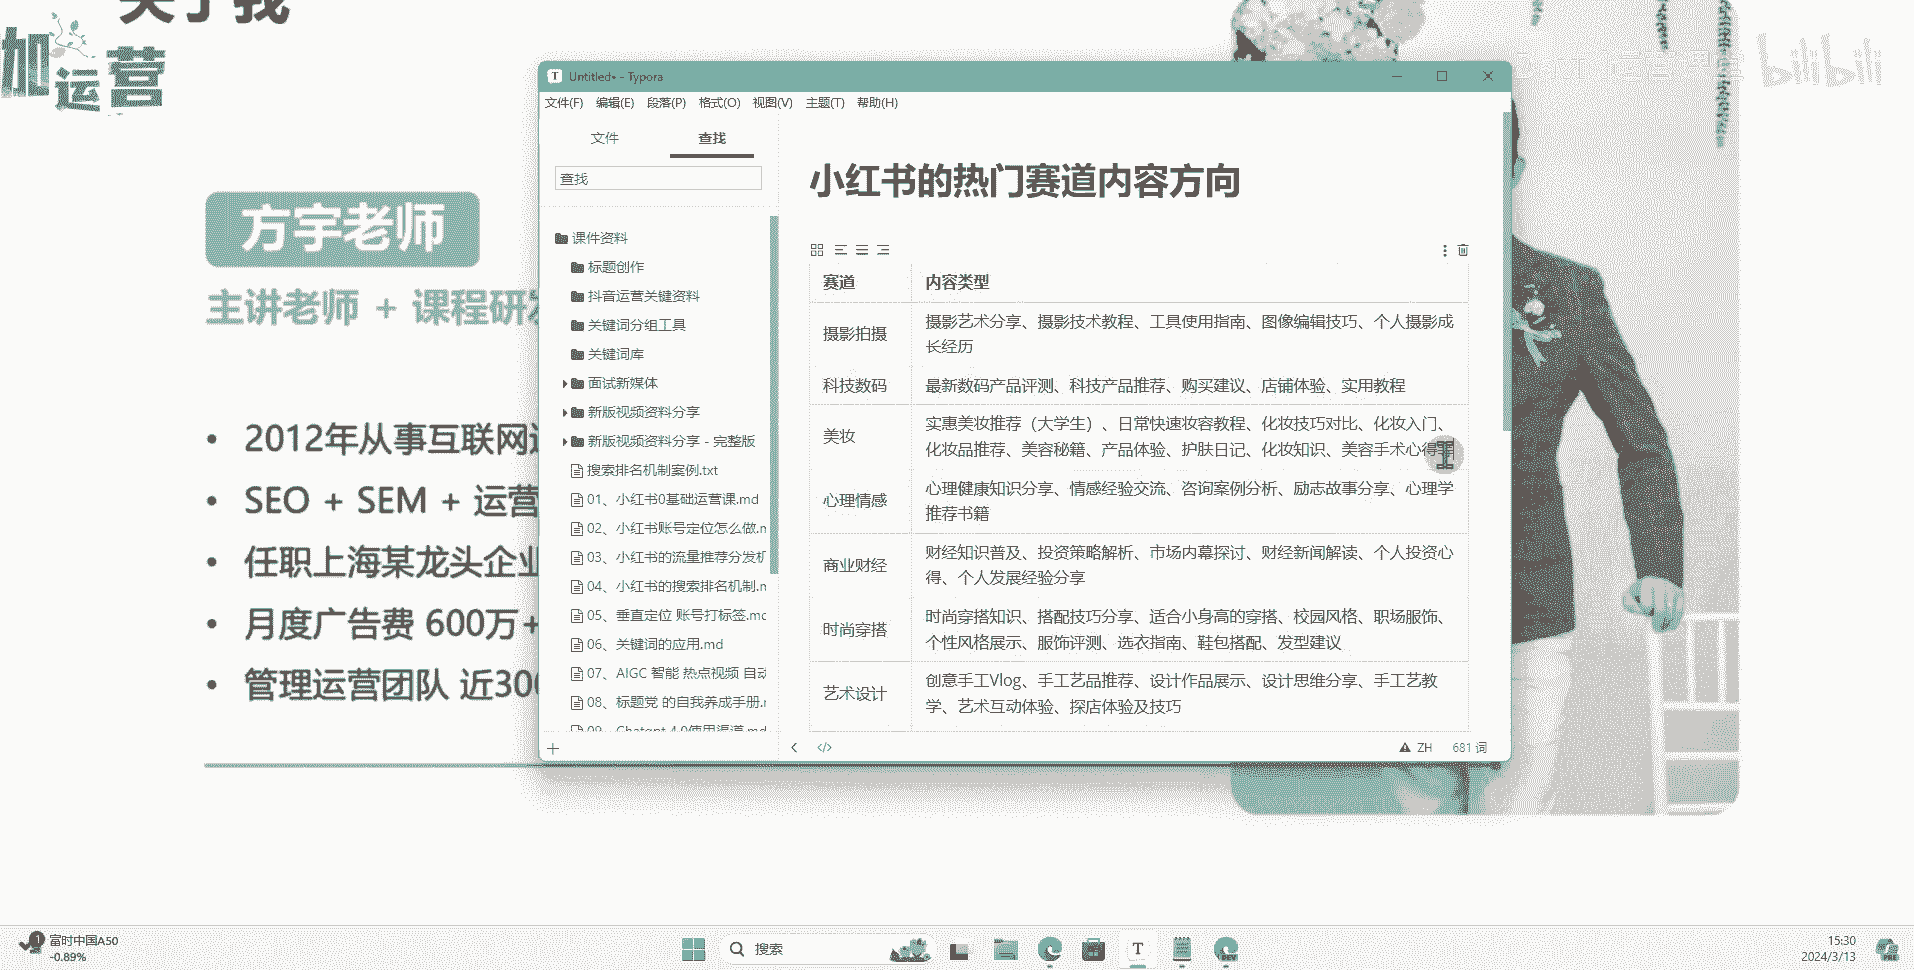 关于我
加运营
bilibili
方宇老师
主讲老师 + 课程研发
2012年从事互联网
SEO + SEM + 运营
任职上海某龙头企业
月度广告费 600万+
管理运营团队 近300
Untitled• - Typora
文件(F) 编辑(E) 段落(P) 格式(O) 视图(V) 主题(T) 帮助(H)
文件 查找
查找
课件资料
标题创作
抖音运营关键资料
关键词分组工具
关键词库
面试新媒体
新版视频资料分享
新版视频资料分享 - 完整版
搜索排名机制案例.txt
01、小红书0基础运营课.md
02、小红书账号定位怎么做.m
03、小红书的流量推荐分发机
04、小红书的搜索排名机制.m
05、垂直定位 账号打标签.mc
06、关键词的应用.md
07、AIGC 智能 热点视频 自动
08、标题党 的自我养成手册.r
09、Chatgpt 4.0使用渠道.md
小红书的热门赛道内容方向
赛道 内容类型
摄影拍摄 摄影艺术分享、摄影技术教程、工具使用指南、图像编辑技巧、个人摄影成
长经历
科技数码 最新数码产品评测、科技产品推荐、购买建议、店铺体验、实用教程
美妆 实惠美妆推荐（大学生）、日常快速妆容教程、化妆技巧对比、化妆入门、
化妆品推荐、美容秘籍、产品体验、护肤日记、化妆知识、美容手术心得
心理情感 心理健康知识分享、情感经验交流、咨询案例分析、励志故事分享、心理学
推荐书籍
商业财经 财经知识普及、投资策略解析、市场内幕探讨、财经新闻解读、个人投资心
得、个人发展经验分享
时尚穿搭 时尚穿搭知识、搭配技巧分享、适合小身高的穿搭、校园风格、职场服饰、
个性风格展示、服饰评测、选衣指南、鞋包搭配、发型建议
艺术设计 创意手工Vlog、手工艺品推荐、设计作品展示、设计思维分享、手工艺教
学、艺术互动体验、探店体验及技巧
ZH 681 词
富时中国A50
-0.89%
搜索
15:30
2024/3/13